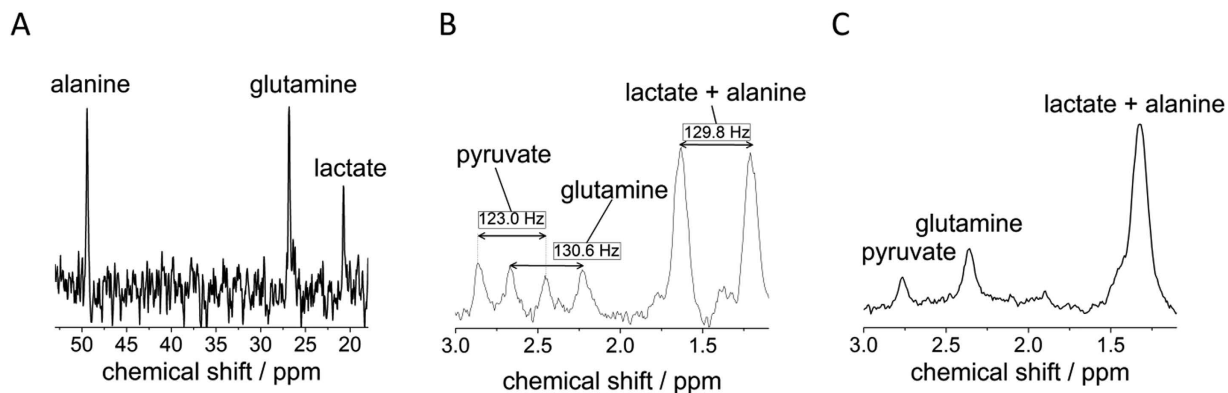 A
alanine
glutamine
lactate
50 45 40 35 30 25 20
chemical shift / ppm
B
lactate + alanine
129.8 Hz
pyruvate
glutamine
123.0 Hz
130.6 Hz
3.0 2.5 2.0 1.5
chemical shift / ppm
C
lactate + alanine
glutamine
pyruvate
3.0 2.5 2.0 1.5
chemical shift / ppm